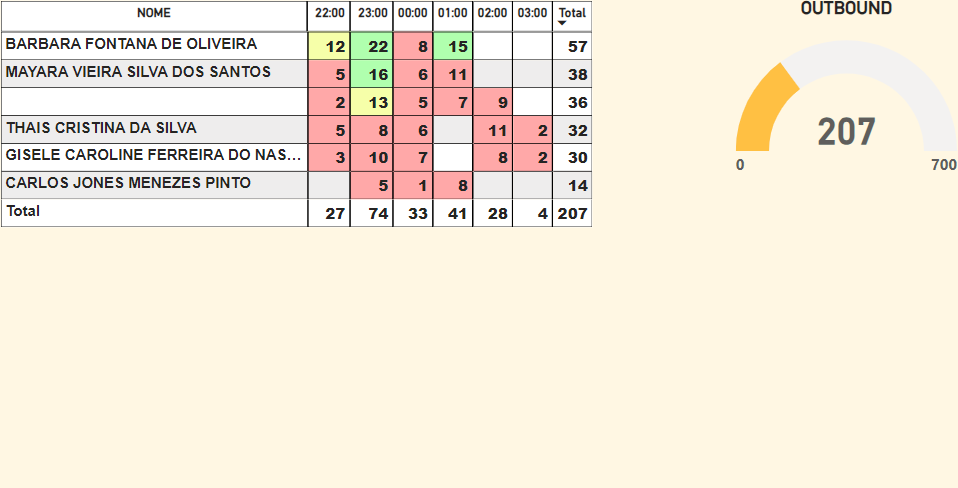 NOME 22:00 23:00 00:00 01:00 02:00 03:00 Total
BARBARA FONTANA DE OLIVEIRA 12 22 8 15 57
MAYARA VIEIRA SILVA DOS SANTOS 5 16 6 11 38
2 13 5 7 9 36
THAIS CRISTINA DA SILVA 5 8 6 11 2 32
GISELE CAROLINE FERREIRA DO NAS... 3 10 7 8 2 30
CARLOS JONES MENEZES PINTO 5 1 8 14
Total 27 74 33 41 28 4 207
OUTBOUND
207
0 700